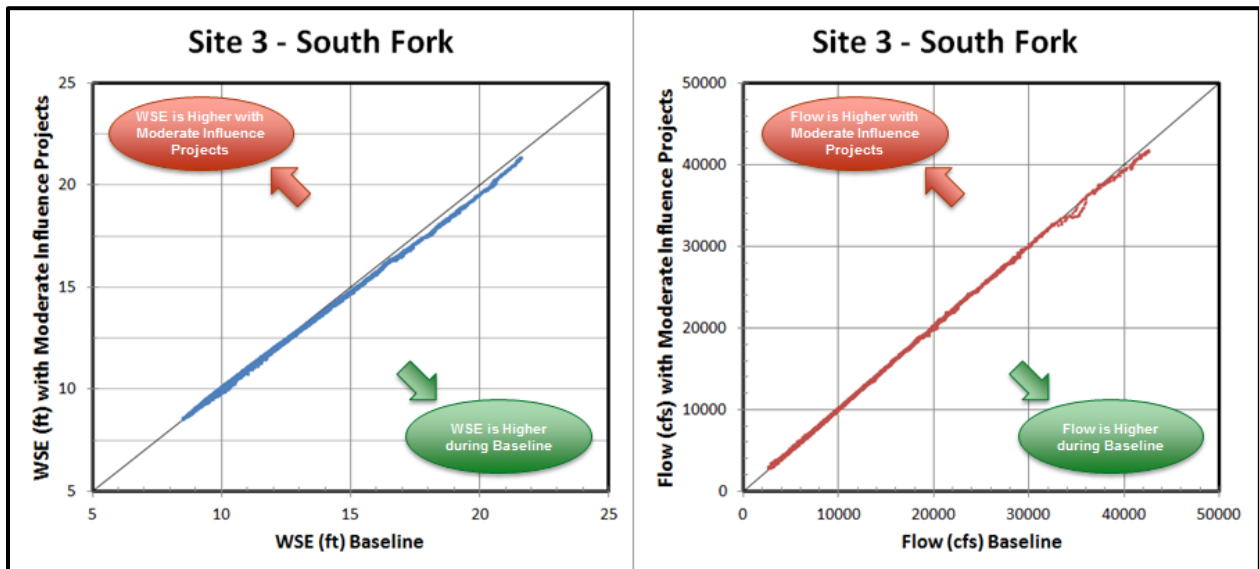 Site 3 - South Fork
WSE (ft) with Moderate Influence Projects
25
20
15
10
5
WSE is Higher with
Moderate Influence
Projects
WSE is Higher
during Baseline
5
10
15
20
25
WSE (ft) Baseline
Site 3 - South Fork
Flow (cfs) with Moderate Influence Projects
50000
40000
30000
20000
10000
0
Flow is Higher with
Moderate Influence
Projects
Flow is Higher
during Baseline
0
10000
20000
30000
40000
50000
Flow (cfs) Baseline